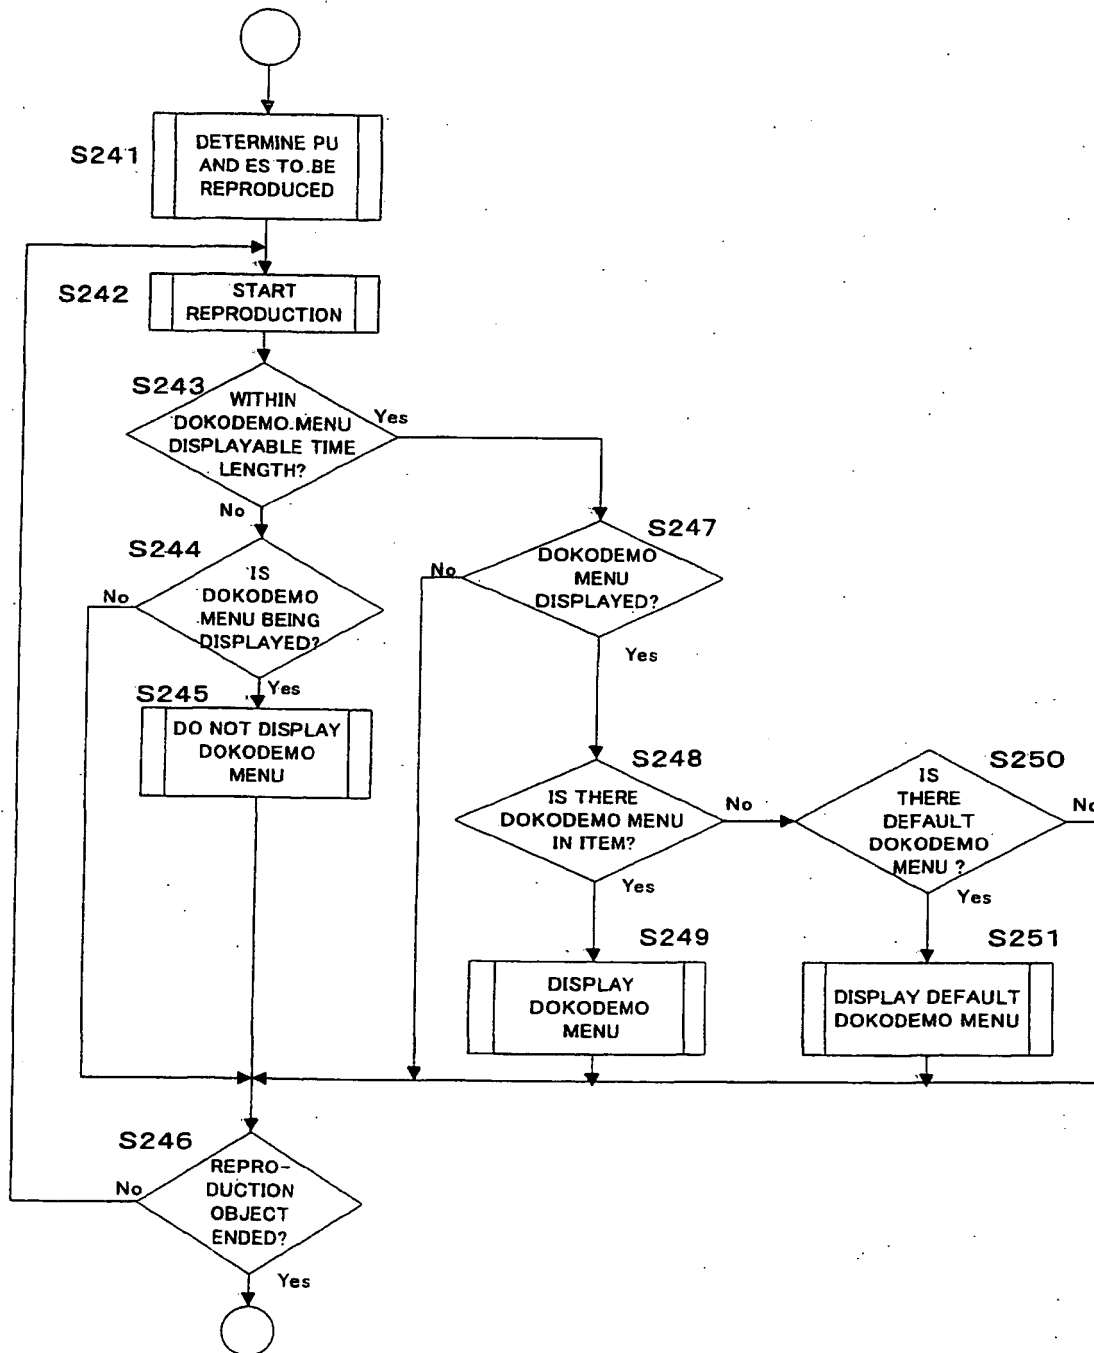 S241
DETERMINE PU
AND ES TO BE
REPRODUCED
S242
START
REPRODUCTION
S243
WITHIN
DOKODEMO MENU
DISPLAYABLE TIME
LENGTH?
Yes
No
S244
IS
DOKODEMO
MENU BEING
DISPLAYED?
No
Yes
S245
DO NOT DISPLAY
DOKODEMO
MENU
S247
DOKODEMO
MENU
DISPLAYED?
No
Yes
S248
IS THERE
DOKODEMO MENU
IN ITEM?
No
Yes
S249
DISPLAY
DOKODEMO
MENU
S250
IS
THERE
DEFAULT
DOKODEMO
MENU ?
No
Yes
S251
DISPLAY DEFAULT
DOKODEMO MENU
S246
REPRO-
DUCTION
OBJECT
ENDED?
No
Yes